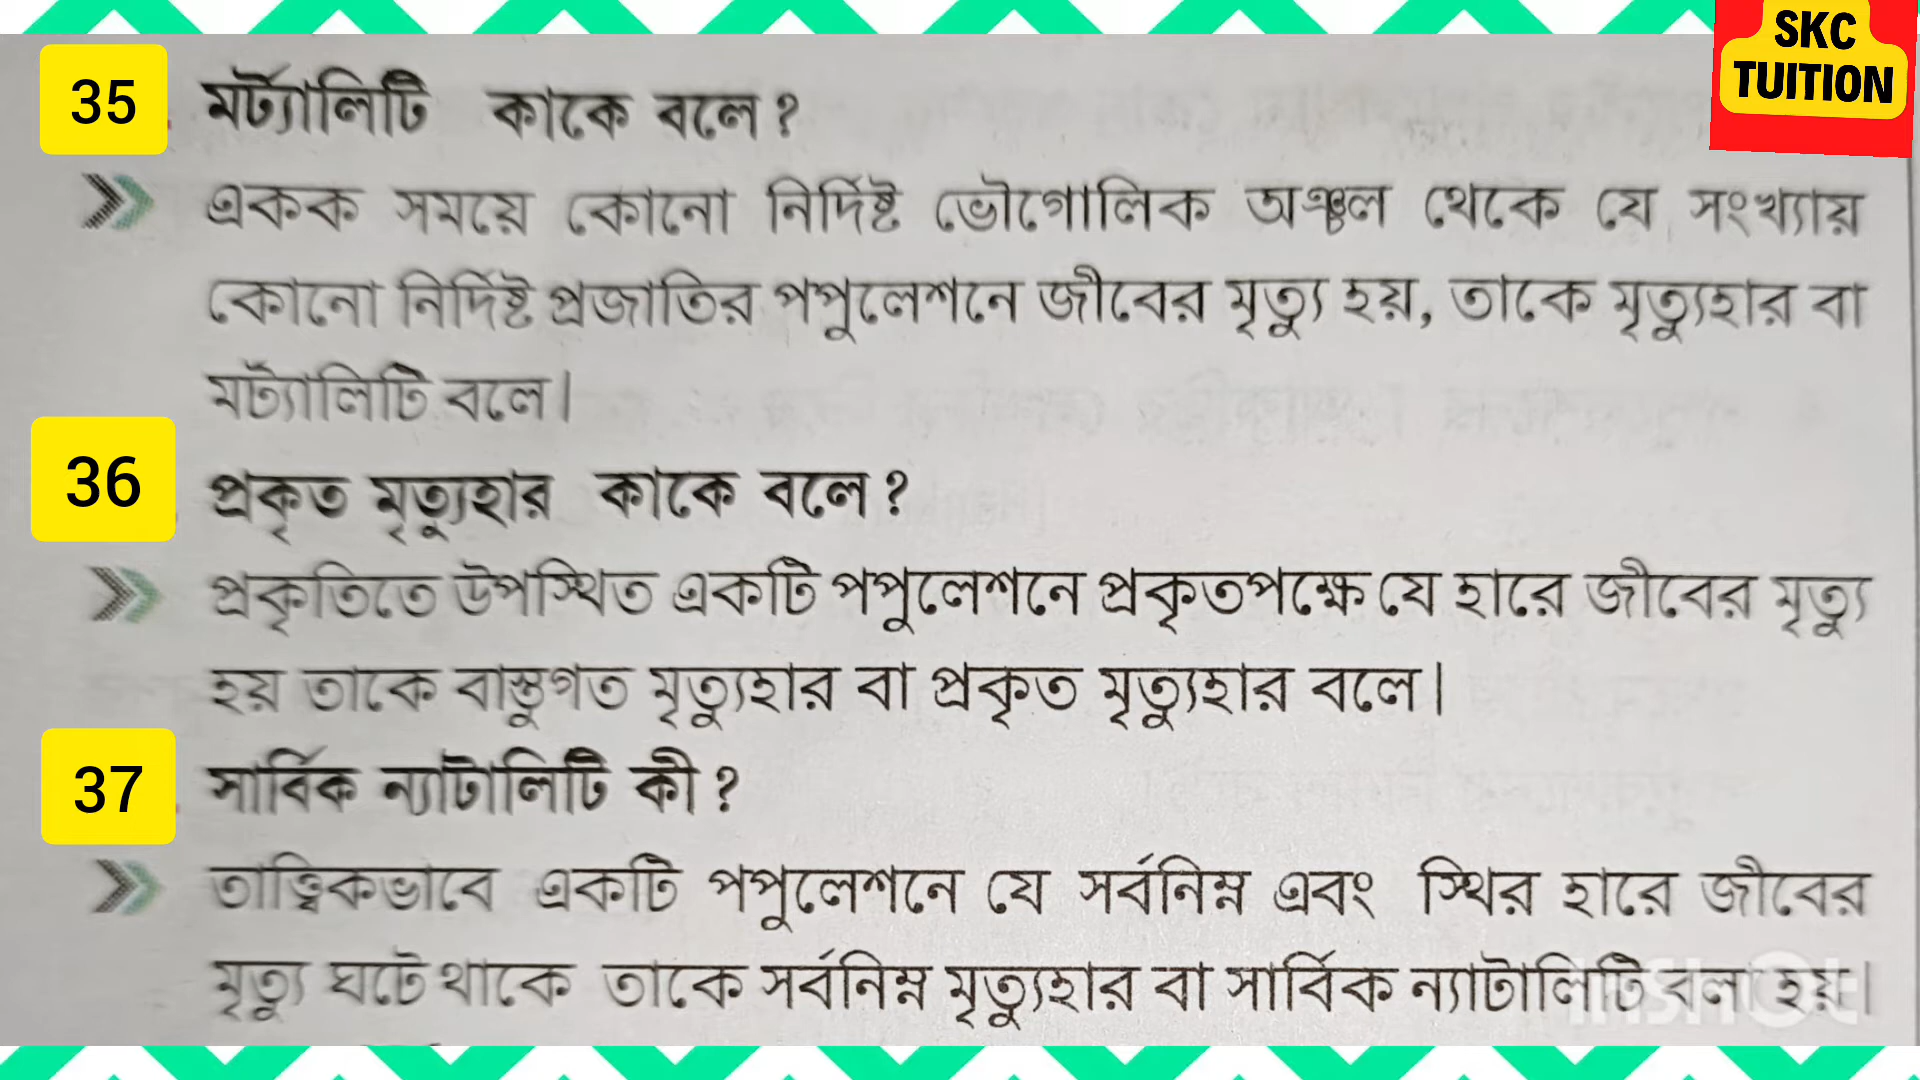 SKC
TUITION
35 মর্ট্যালিটি কাকে বলে?
একক সময়ে কোনো নির্দিষ্ট ভৌগোলিক অঞ্চল থেকে যে সংখ্যায়
কোনো নির্দিষ্ট প্রজাতির পপুলেশনে জীবের মৃত্যু হয়, তাকে মৃত্যুহার বা
মর্ট্যালিটি বলে।
36 প্রকৃত মৃত্যুহার কাকে বলে?
প্রকৃতিতে উপস্থিত একটি পপুলেশনে প্রকৃতপক্ষে যে হারে জীবের মৃত্যু
হয় তাকে বাস্তুগত মৃত্যুহার বা প্রকৃত মৃত্যুহার বলে।
37 সার্বিক ন্যাটালিটি কী?
তাত্ত্বিকভাবে একটি পপুলেশনে যে সর্বনিম্ন এবং স্থির হারে জীবের
মৃত্যু ঘটে থাকে তাকে সর্বনিম্ন মৃত্যুহার বা সার্বিক ন্যাটালিটি বলা হয়।
InShOt